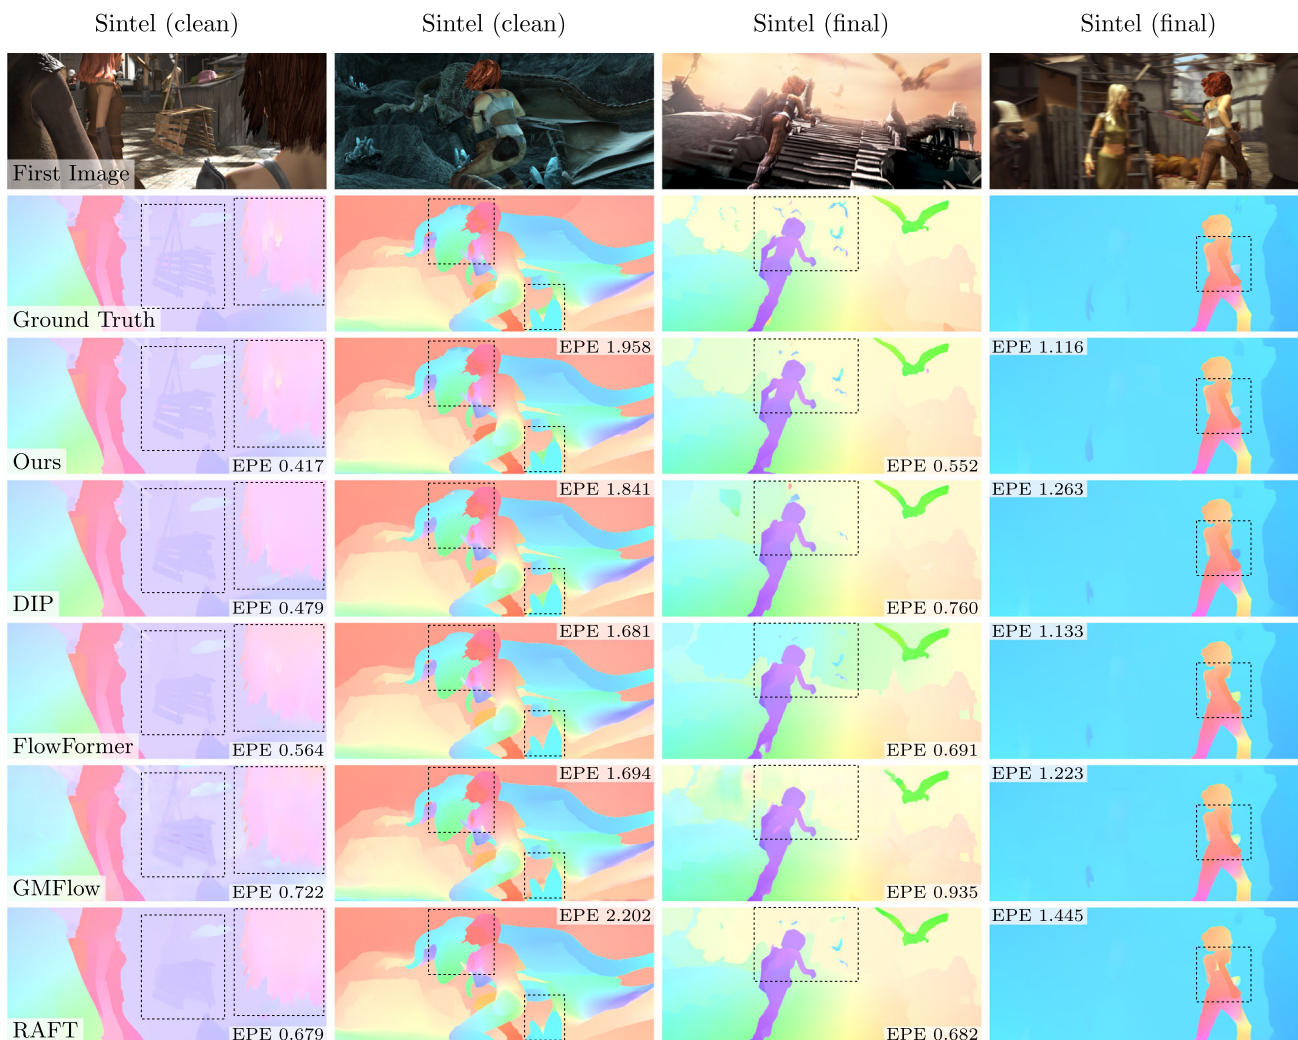 Sintel (clean) Sintel (clean) Sintel (final) Sintel (final)
First Image
Ground Truth
EPE 1.958 EPE 1.116
Ours EPE 0.417 EPE 0.552
EPE 1.841 EPE 1.263
DIP EPE 0.479 EPE 0.760
EPE 1.681 EPE 1.133
FlowFormer EPE 0.564 EPE 0.691
EPE 1.694 EPE 1.223
GMFlow EPE 0.722 EPE 0.935
EPE 2.202 EPE 1.445
RAFT EPE 0.679 EPE 0.682